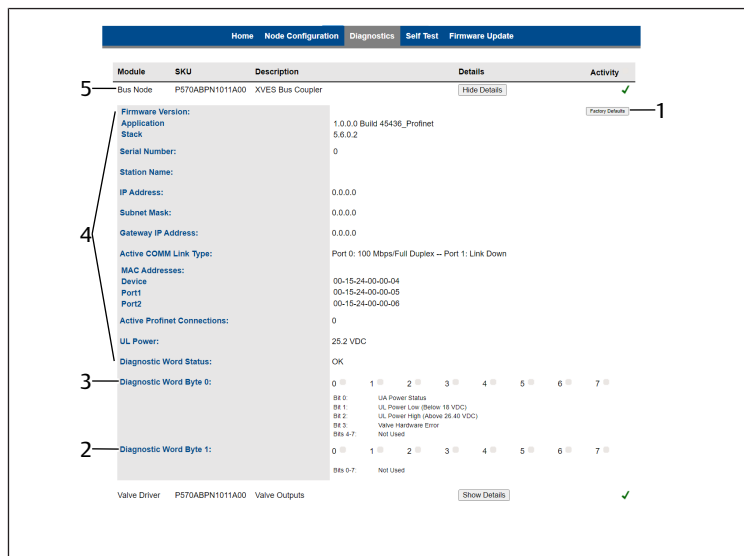 Home Node Configuration Diagnostics Self Test Firmware Update
Module SKU Description Details Activity
5 Bus Node P570ABPN1011A00 XVES Bus Coupler Hide Details
Firmware Version: Factory Defaults 1
Application 1.0.0.0 Build 45436_Profinet
Stack 5.6.0.2
Serial Number: 0
Station Name:
IP Address: 0.0.0.0
Subnet Mask: 0.0.0.0
4 Gateway IP Address: 0.0.0.0
Active COMM Link Type: Port 0: 100 Mbps/Full Duplex -- Port 1: Link Down
MAC Addresses:
Device 00-15-24-00-00-04
Port1 00-15-24-00-00-05
Port2 00-15-24-00-00-06
Active Profinet Connections: 0
UL Power: 25.2 VDC
Diagnostic Word Status: OK
3 Diagnostic Word Byte 0: 0 1 2 3 4 5 6 7
Bit 0: UA Power Status
Bit 1: UL Power Low (Below 18 VDC)
Bit 2: UL Power High (Above 26.40 VDC)
Bit 3: Valve Hardware Error
Bits 4-7: Not Used
2 Diagnostic Word Byte 1: 0 1 2 3 4 5 6 7
Bits 0-7: Not Used
Valve Driver P570ABPN1011A00 Valve Outputs Show Details